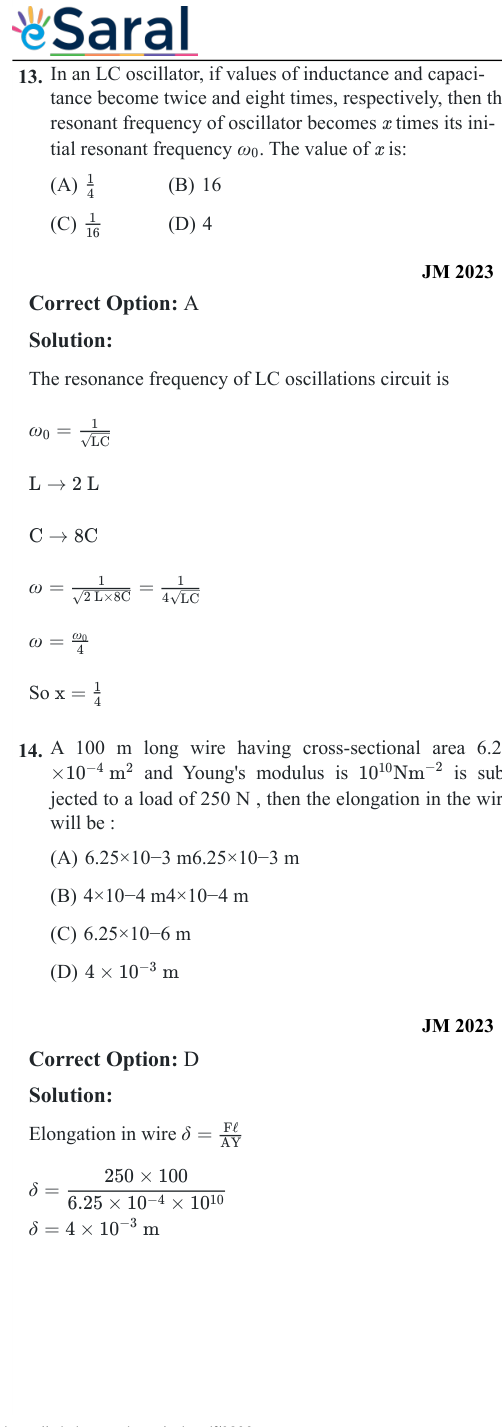 eSaral
13. In an LC oscillator, if values of inductance and capaci-
tance become twice and eight times, respectively, then th
resonant frequency of oscillator becomes x times its ini-
tial resonant frequency ω₀. The value of x is:
(A) 1/4 (B) 16
(C) 1/16 (D) 4
JM 2023
Correct Option: A
Solution:
The resonance frequency of LC oscillations circuit is
ω₀ = 1/√LC
L → 2 L
C → 8C
ω = 1/√(2 L×8C) = 1/(4√LC)
ω = ω₀/4
So x = 1/4
14. A 100 m long wire having cross-sectional area 6.2
×10⁻⁴ m² and Young's modulus is 10¹⁰Nm⁻² is sub
jected to a load of 250 N , then the elongation in the wir
will be :
(A) 6.25×10−3 m6.25×10−3 m
(B) 4×10−4 m4×10−4 m
(C) 6.25×10−6 m
(D) 4 × 10⁻³ m
JM 2023
Correct Option: D
Solution:
Elongation in wire δ = Fℓ/AY
δ = (250 × 100)/(6.25 × 10⁻⁴ × 10¹⁰)
δ = 4 × 10⁻³ m